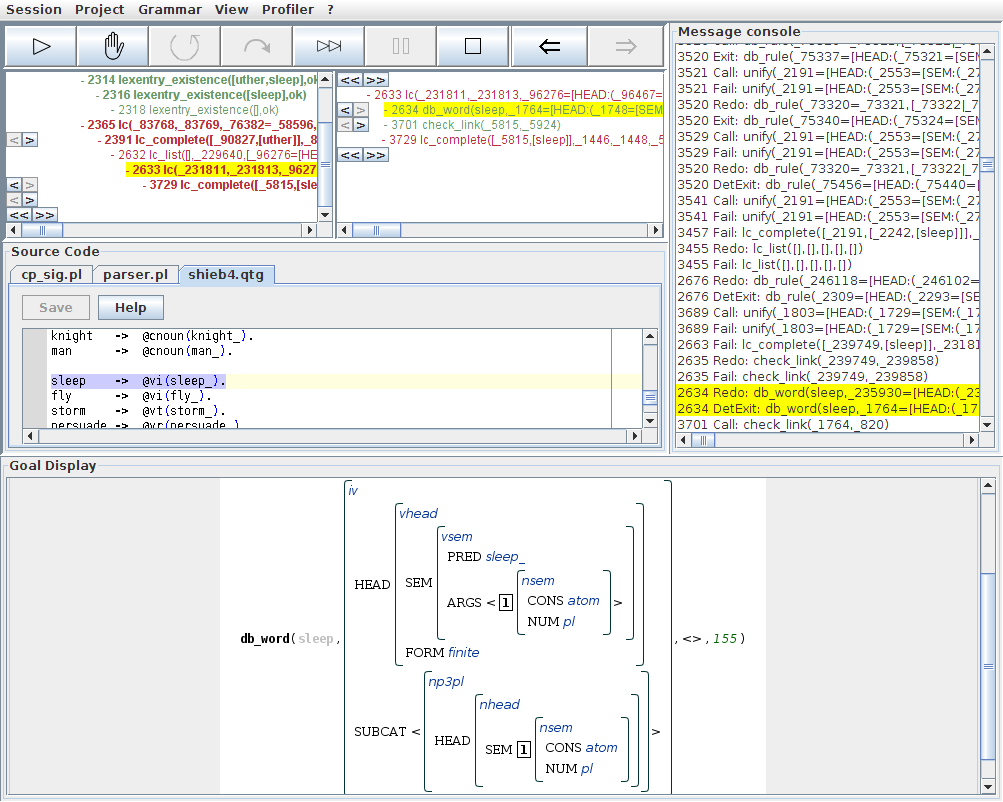 Session Project Grammar View Profiler ?
- 2314 lexentry_existence([uther,sleep],ok)
- 2316 lexentry_existence([sleep],ok)
- 2318 lexentry_existence([],ok)
- 2365 lc(_83768,_83769,_76382=_58596,
< > - 2391 lc_complete([_90827,[uther]],_8
- 2632 lc_list([],_229640,[_96276=[HE
- 2633 lc(_231811,_231813,_9627
< > - 3729 lc_complete([_5815,[sle
< >
<< >>
<< >>
- 2633 lc(_231811,_231813,_96276=[HEAD:(_96467=
< > - 2634 db_word(sleep,_1764=[HEAD:(_1748=[SEM
< > - 3701 check_link(_5815,_5924)
- 3729 lc_complete([_5815,[sleep]],_1446,_1448,_5
<< >>
Message console
3520 Exit: db_rule(_75337=[HEAD:(_75321=[SEM
3521 Call: unify(_2191=[HEAD:(_2553=[SEM:(_27
3521 Fail: unify(_2191=[HEAD:(_2553=[SEM:(_27
3520 Redo: db_rule(_73320=_73321,[_73322|_7
3520 Exit: db_rule(_75340=[HEAD:(_75324=[SEM
3529 Call: unify(_2191=[HEAD:(_2553=[SEM:(_27
3529 Fail: unify(_2191=[HEAD:(_2553=[SEM:(_27
3520 Redo: db_rule(_73320=_73321,[_73322|_7
3520 DetExit: db_rule(_75456=[HEAD:(_75440=[
3541 Call: unify(_2191=[HEAD:(_2553=[SEM:(_27
3541 Fail: unify(_2191=[HEAD:(_2553=[SEM:(_27
3457 Fail: lc_complete([_2191,[_2242,[sleep]]],_
3455 Redo: lc_list([],[],[],[],[])
3455 Fail: lc_list([],[],[],[],[])
2676 Redo: db_rule(_246118=[HEAD:(_246102=
2676 DetExit: db_rule(_2309=[HEAD:(_2293=[SE
3689 Call: unify(_1803=[HEAD:(_1729=[SEM:(_17
3689 Fail: unify(_1803=[HEAD:(_1729=[SEM:(_17
2663 Fail: lc_complete([_239749,[sleep]],_23181
2635 Redo: check_link(_239749,_239858)
2635 Fail: check_link(_239749,_239858)
2634 Redo: db_word(sleep,_235930=[HEAD:(_23
2634 DetExit: db_word(sleep,_1764=[HEAD:(_17
3701 Call: check_link(_1764,_820)
Source Code
cp_sig.pl parser.pl shieb4.qtg
Save Help
knight -> @cnoun(knight_).
man -> @cnoun(man_).
sleep -> @vi(sleep_).
fly -> @vi(fly_).
storm -> @vt(storm_).
persuade -> @vr(persuade_)
Goal Display
iv
vhead
vsem
PRED sleep_
nsem
HEAD SEM
ARGS < 1 CONS atom >
NUM pl
db_word(sleep, , <> , 155 )
FORM finite
np3pl
nhead
nsem
SUBCAT < HEAD SEM 1 CONS atom >
NUM pl